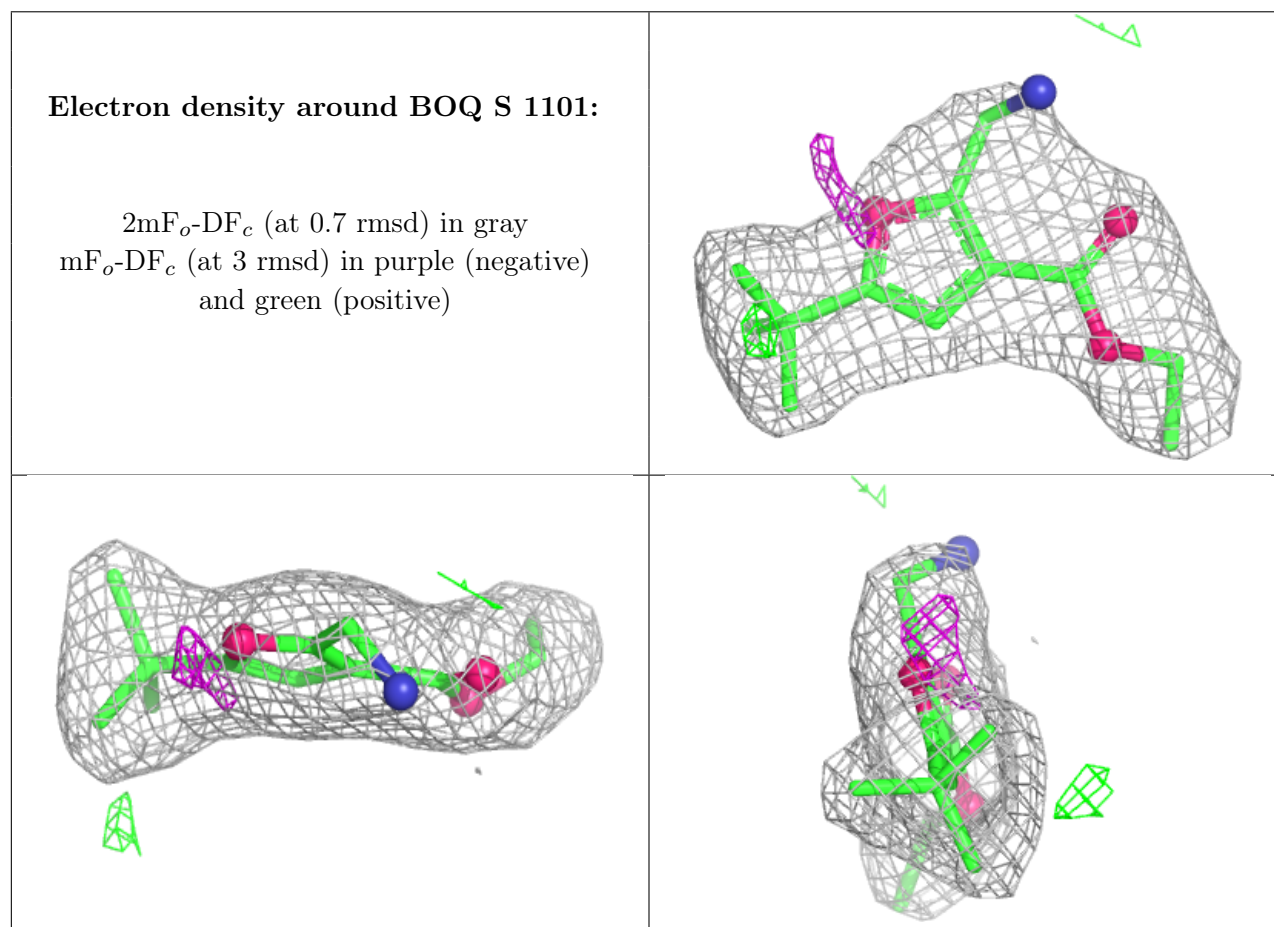 Electron density around BOQ S 1101:
2mFo-DFc (at 0.7 rmsd) in gray
mFo-DFc (at 3 rmsd) in purple (negative)
and green (positive)